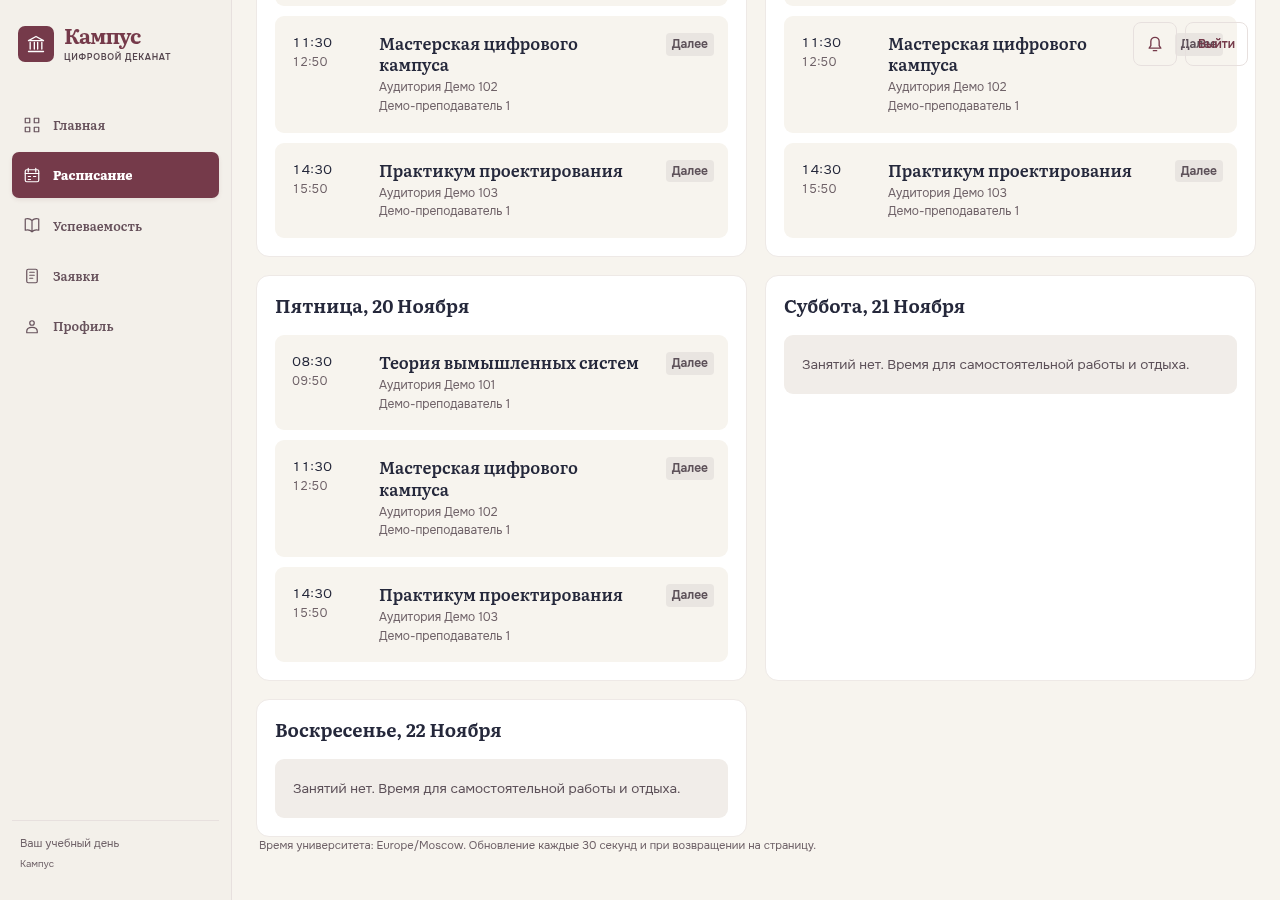 Кампус
ЦИФРОВОЙ ДЕКАНАТ
Главная
Расписание
Успеваемость
Заявки
Профиль
Ваш учебный день
Кампус
11:30
12:50
Мастерская цифрового
кампуса
Аудитория Демо 102
Демо-преподаватель 1
Далее
14:30
15:50
Практикум проектирования
Аудитория Демо 103
Демо-преподаватель 1
Далее
11:30
12:50
Мастерская цифрового
кампуса
Аудитория Демо 102
Демо-преподаватель 1
Далее
Выйти
14:30
15:50
Практикум проектирования
Аудитория Демо 103
Демо-преподаватель 1
Далее
Пятница, 20 Ноября
08:30
09:50
Теория вымышленных систем
Аудитория Демо 101
Демо-преподаватель 1
Далее
11:30
12:50
Мастерская цифрового
кампуса
Аудитория Демо 102
Демо-преподаватель 1
Далее
14:30
15:50
Практикум проектирования
Аудитория Демо 103
Демо-преподаватель 1
Далее
Суббота, 21 Ноября
Занятий нет. Время для самостоятельной работы и отдыха.
Воскресенье, 22 Ноября
Занятий нет. Время для самостоятельной работы и отдыха.
Время университета: Europe/Moscow. Обновление каждые 30 секунд и при возвращении на страницу.